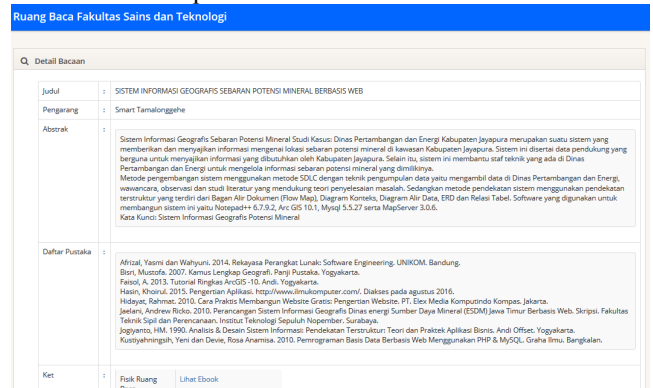 Ruang Baca Fakultas Sains dan Teknologi
Detail Bacaan
Judul : SISTEM INFORMASI GEOGRAFIS SEBARAN POTENSI MINERAL BERBASIS WEB
Pengarang : Smart Tamalonggehe
Abstrak :
Sistem Informasi Geografis Sebaran Potensi Mineral Studi Kasus: Dinas Pertambangan dan Energi Kabupaten Jayapura merupakan suatu sistem yang
memberikan dan menyajikan informasi mengenai lokasi sebaran potensi mineral di kawasan Kabupaten Jayapura. Sistem ini disertai data pendukung yang
berguna untuk menyajikan informasi yang dibutuhkan oleh Kabupaten Jayapura. Selain itu, sistem ini membantu staf teknik yang ada di Dinas
Pertambangan dan Energi untuk mengelola informasi sebaran potensi mineral yang dimilikinya.
Metode pengembangan sistem menggunakan metode SDLC dengan teknik pengumpulan data yaitu mengambil data di Dinas Pertambangan dan Energi,
wawancara, observasi dan studi literatur yang mendukung teori penyelesaian masalah. Sedangkan metode pendekatan sistem menggunakan pendekatan
terstruktur yang terdiri dari Bagan Alir Dokumen (Flow Map), Diagram Konteks, Diagram Alir Data, ERD dan Relasi Tabel. Software yang digunakan untuk
membangun sistem ini yaitu Notepad++ 6.7.9.2, Arc GIS 10.1, Mysql 5.5.27 serta MapServer 3.0.6.
Kata Kunci: Sistem Informasi Geografis Potensi Mineral
Daftar Pustaka :
Afrizal, Yasmi dan Wahyuni. 2014. Rekayasa Perangkat Lunak: Software Engineering. UNIKOM. Bandung.
Bisri, Mustofa. 2007. Kamus Lengkap Geografi. Panji Pustaka. Yogyakarta.
Faisol, A. 2013. Tutorial Ringkas ArcGIS -10. Andi. Yogyakarta.
Hasin, Khoirul. 2015. Pengertian Aplikasi. http://www.ilmukomputer.com/. Diakses pada agustus 2016.
Hidayat, Rahmat. 2010. Cara Praktis Membangun Website Gratis: Pengertian Website. PT. Elex Media Komputindo Kompas. Jakarta.
Jaelani, Andrew Ricko. 2010. Perancangan Sistem Informasi Geografis Dinas energi Sumber Daya Mineral (ESDM) Jawa Timur Berbasis Web. Skripsi. Fakultas
Teknik Sipil dan Perencanaan. Institut Teknologi Sepuluh Nopember. Surabaya.
Jogiyanto, HM. 1990. Analisis & Desain Sistem Informasi: Pendekatan Terstruktur: Teori dan Praktek Aplikasi Bisnis. Andi Offset. Yogyakarta.
Kustiyahningsih, Yeni dan Devie, Rosa Anamisa. 2010. Pemrograman Basis Data Berbasis Web Menggunakan PHP & MySQL. Graha Ilmu. Bangkalan.
Ket : Fisik Ruang Lihat Ebook